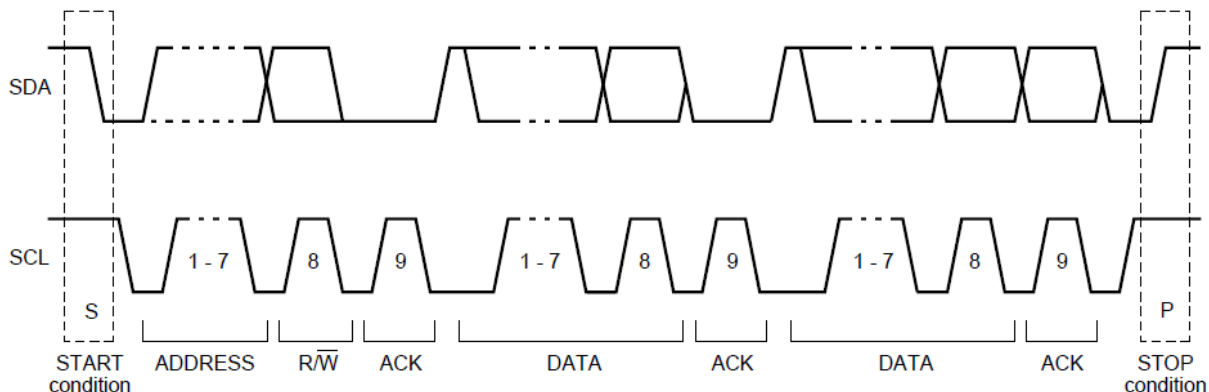 SDA
SCL
1 - 7 8 9 1 - 7 8 9 1 - 7 8 9
S P
START condition ADDRESS R/W̅ ACK DATA ACK DATA ACK STOP condition